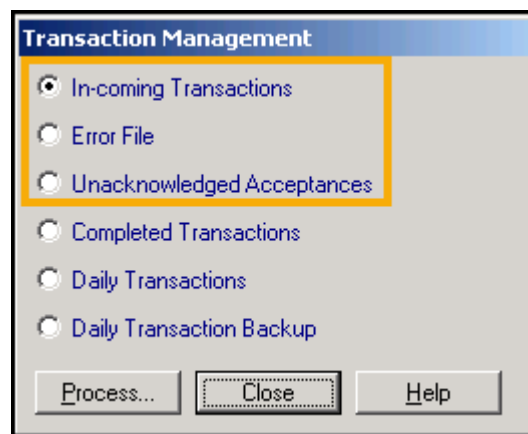 Transaction Management
In-coming Transactions
Error File
Unacknowledged Acceptances
Completed Transactions
Daily Transactions
Daily Transaction Backup
Process... Close Help